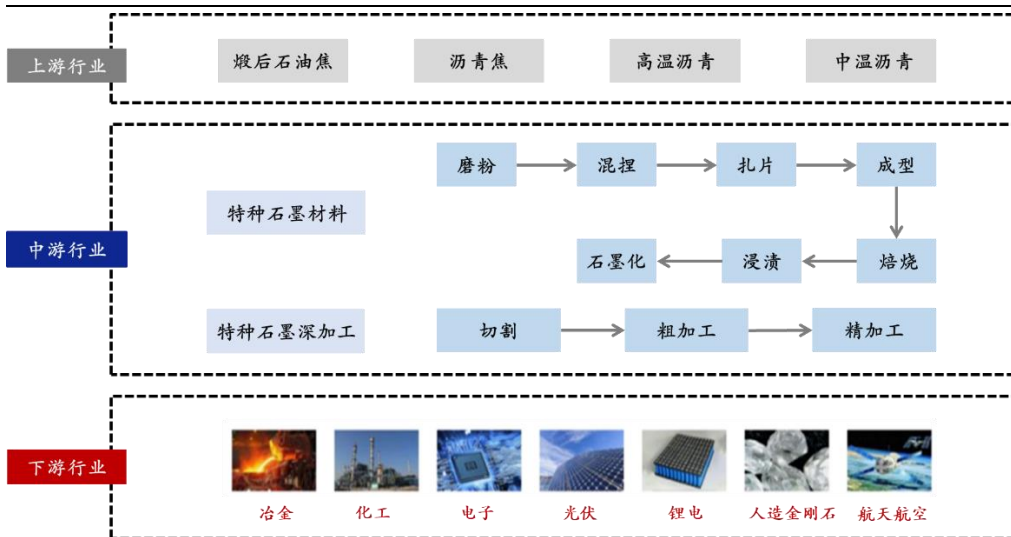 上游行业
煅后石油焦 沥青焦 高温沥青 中温沥青
中游行业
特种石墨材料
磨粉 混捏 扎片 成型
石墨化 浸渍 焙烧
特种石墨深加工
切割 粗加工 精加工
下游行业
冶金 化工 电子 光伏 锂电 人造金刚石 航天航空